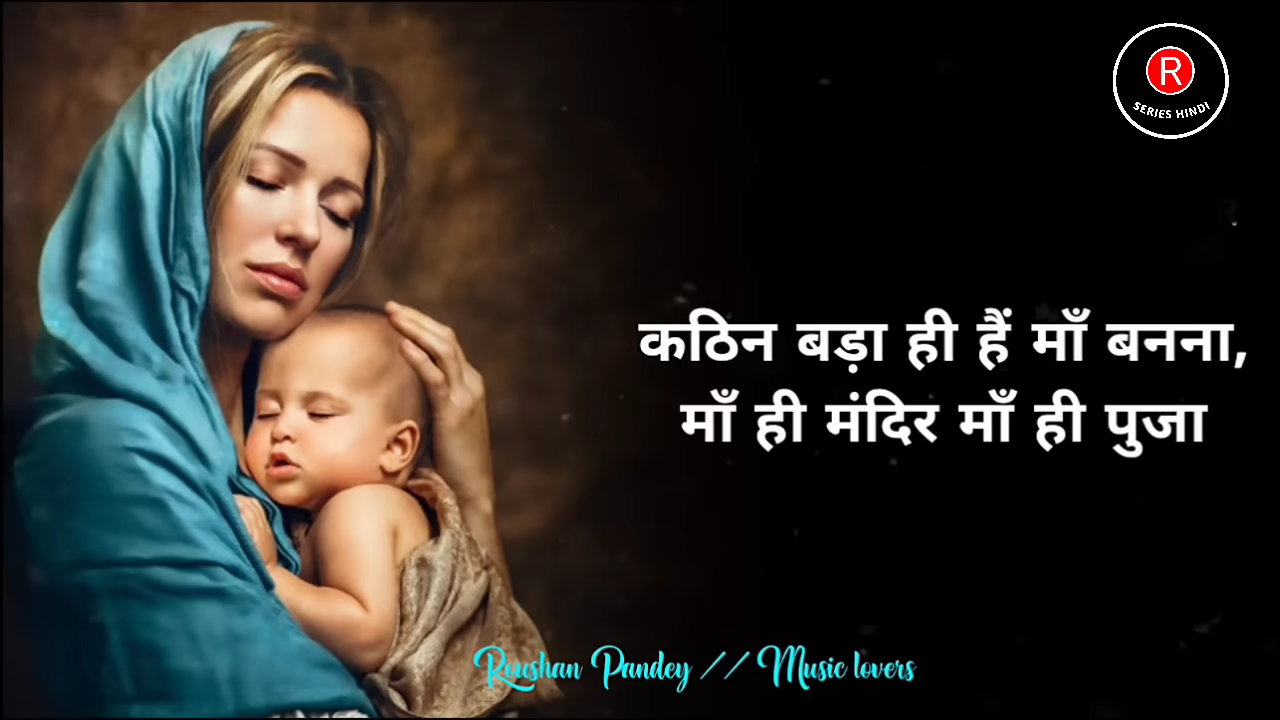 R
SERIES HINDI
कठिन बड़ा ही हैं माँ बनना,
माँ ही मंदिर माँ ही पुजा
Roushan Pandey // Music lovers